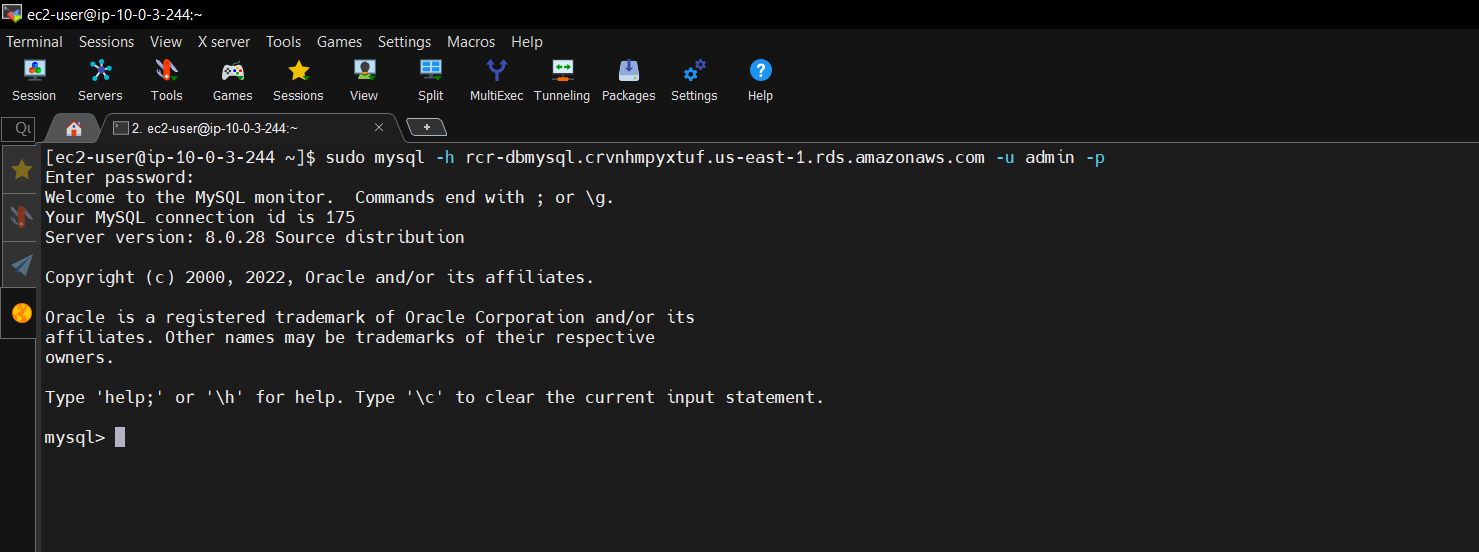 ec2-user@ip-10-0-3-244:~
Terminal Sessions View X server Tools Games Settings Macros Help
Session Servers Tools Games Sessions View Split MultiExec Tunneling Packages Settings Help
2. ec2-user@ip-10-0-3-244:~
[ec2-user@ip-10-0-3-244 ~]$ sudo mysql -h rcr-dbmysql.crvnhmpyxtuf.us-east-1.rds.amazonaws.com -u admin -p
Enter password:
Welcome to the MySQL monitor.  Commands end with ; or \g.
Your MySQL connection id is 175
Server version: 8.0.28 Source distribution
Copyright (c) 2000, 2022, Oracle and/or its affiliates.
Oracle is a registered trademark of Oracle Corporation and/or its
affiliates. Other names may be trademarks of their respective
owners.
Type 'help;' or '\h' for help. Type '\c' to clear the current input statement.
mysql>